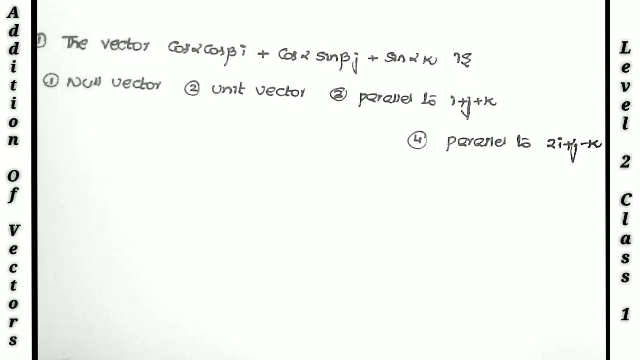 Addition Of Vectors
① The vector cosαcosβ i + cosα sinβ j + sinα k is
① Null vector ② unit vector ③ parallel to i+j+k
④ parallel to 2i+j-k
Level 2 Class 1